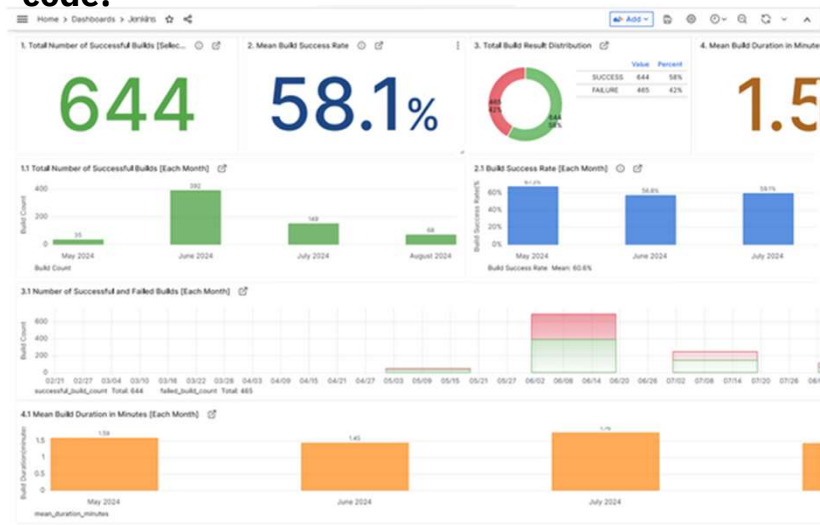 code?
Home > Dashboards > Jenkins
Add
1. Total Number of Successful Builds [Selec...
2. Mean Build Success Rate
3. Total Build Result Distribution
4. Mean Build Duration in Minute
644
58.1%
Value Percent
SUCCESS 644 58%
FAILURE 465 42%
465
42%
644
58%
1.5
1.1 Total Number of Successful Builds [Each Month]
2.1 Build Success Rate [Each Month]
Build Count
400
200
0
35
392
149
68
May 2024
June 2024
July 2024
August 2024
Build Count
Build Success Rate(%
60%
40%
20%
0%
56.8%
59.1%
May 2024
June 2024
July 2024
Build Success Rate Mean: 60.6%
3.1 Number of Successful and Failed Builds [Each Month]
Build Count
600
400
200
0
02/21 02/27 03/04 03/10 03/16 03/22 03/28 04/03 04/09 04/15 04/21 04/27 05/03 05/09 05/15 05/21 05/27 06/02 06/08 06/14 06/20 06/26 07/02 07/08 07/14 07/20 07/26
successful_build_count Total: 644 failed_build_count Total: 465
4.1 Mean Build Duration in Minutes [Each Month]
Build Duration(minute
1.5
1
0.5
0
1.59
1.45
May 2024
June 2024
July 2024
mean_duration_minutes